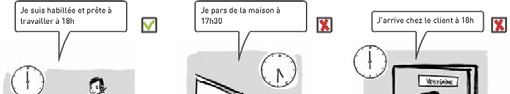 Je suis habillée et prête à
travailler à 18h
Je pars de la maison à
17h30
J'arrive chez le client à 18h
VESTIAIRE